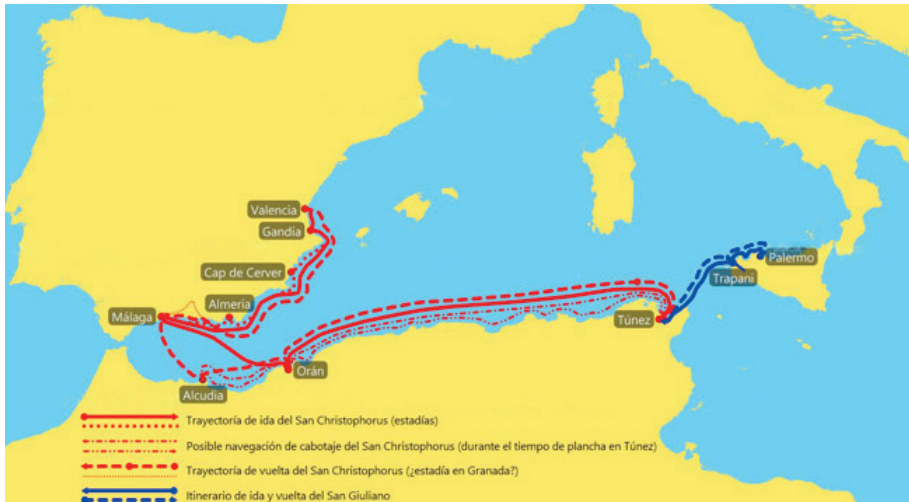 Valencia
Gandía
Cap de Cerver
Almería
Málaga
Alcudia
Orán
Túnez
Trapani
Palermo
Trayectoría de ida del San Christophorus (estadías)
Posible navegación de cabotaje del San Christophorus (durante el tiempo de plancha en Túnez)
Trayectoría de vuelta del San Christophorus (¿estadía en Granada?)
Itinerario de ida y vuelta del San Giuliano